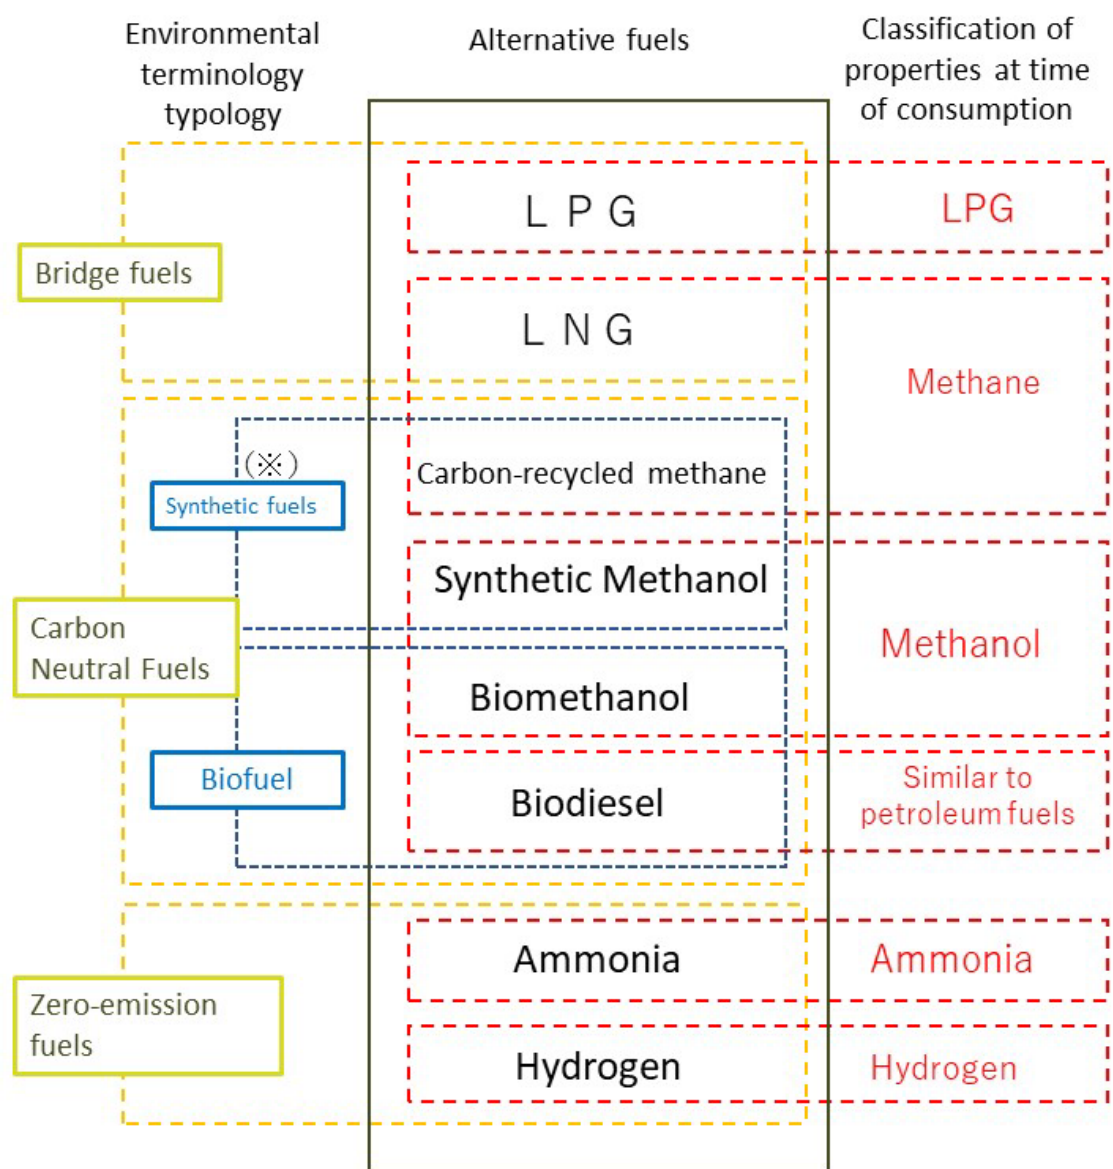 Environmental
terminology
typology
Alternative fuels
Classification of
properties at time
of consumption
Bridge fuels
L P G
LPG
L N G
Methane
(※)
Synthetic fuels
Carbon-recycled methane
Carbon
Neutral Fuels
Synthetic Methanol
Methanol
Biomethanol
Biofuel
Biodiesel
Similar to
petroleum fuels
Zero-emission
fuels
Ammonia
Ammonia
Hydrogen
Hydrogen